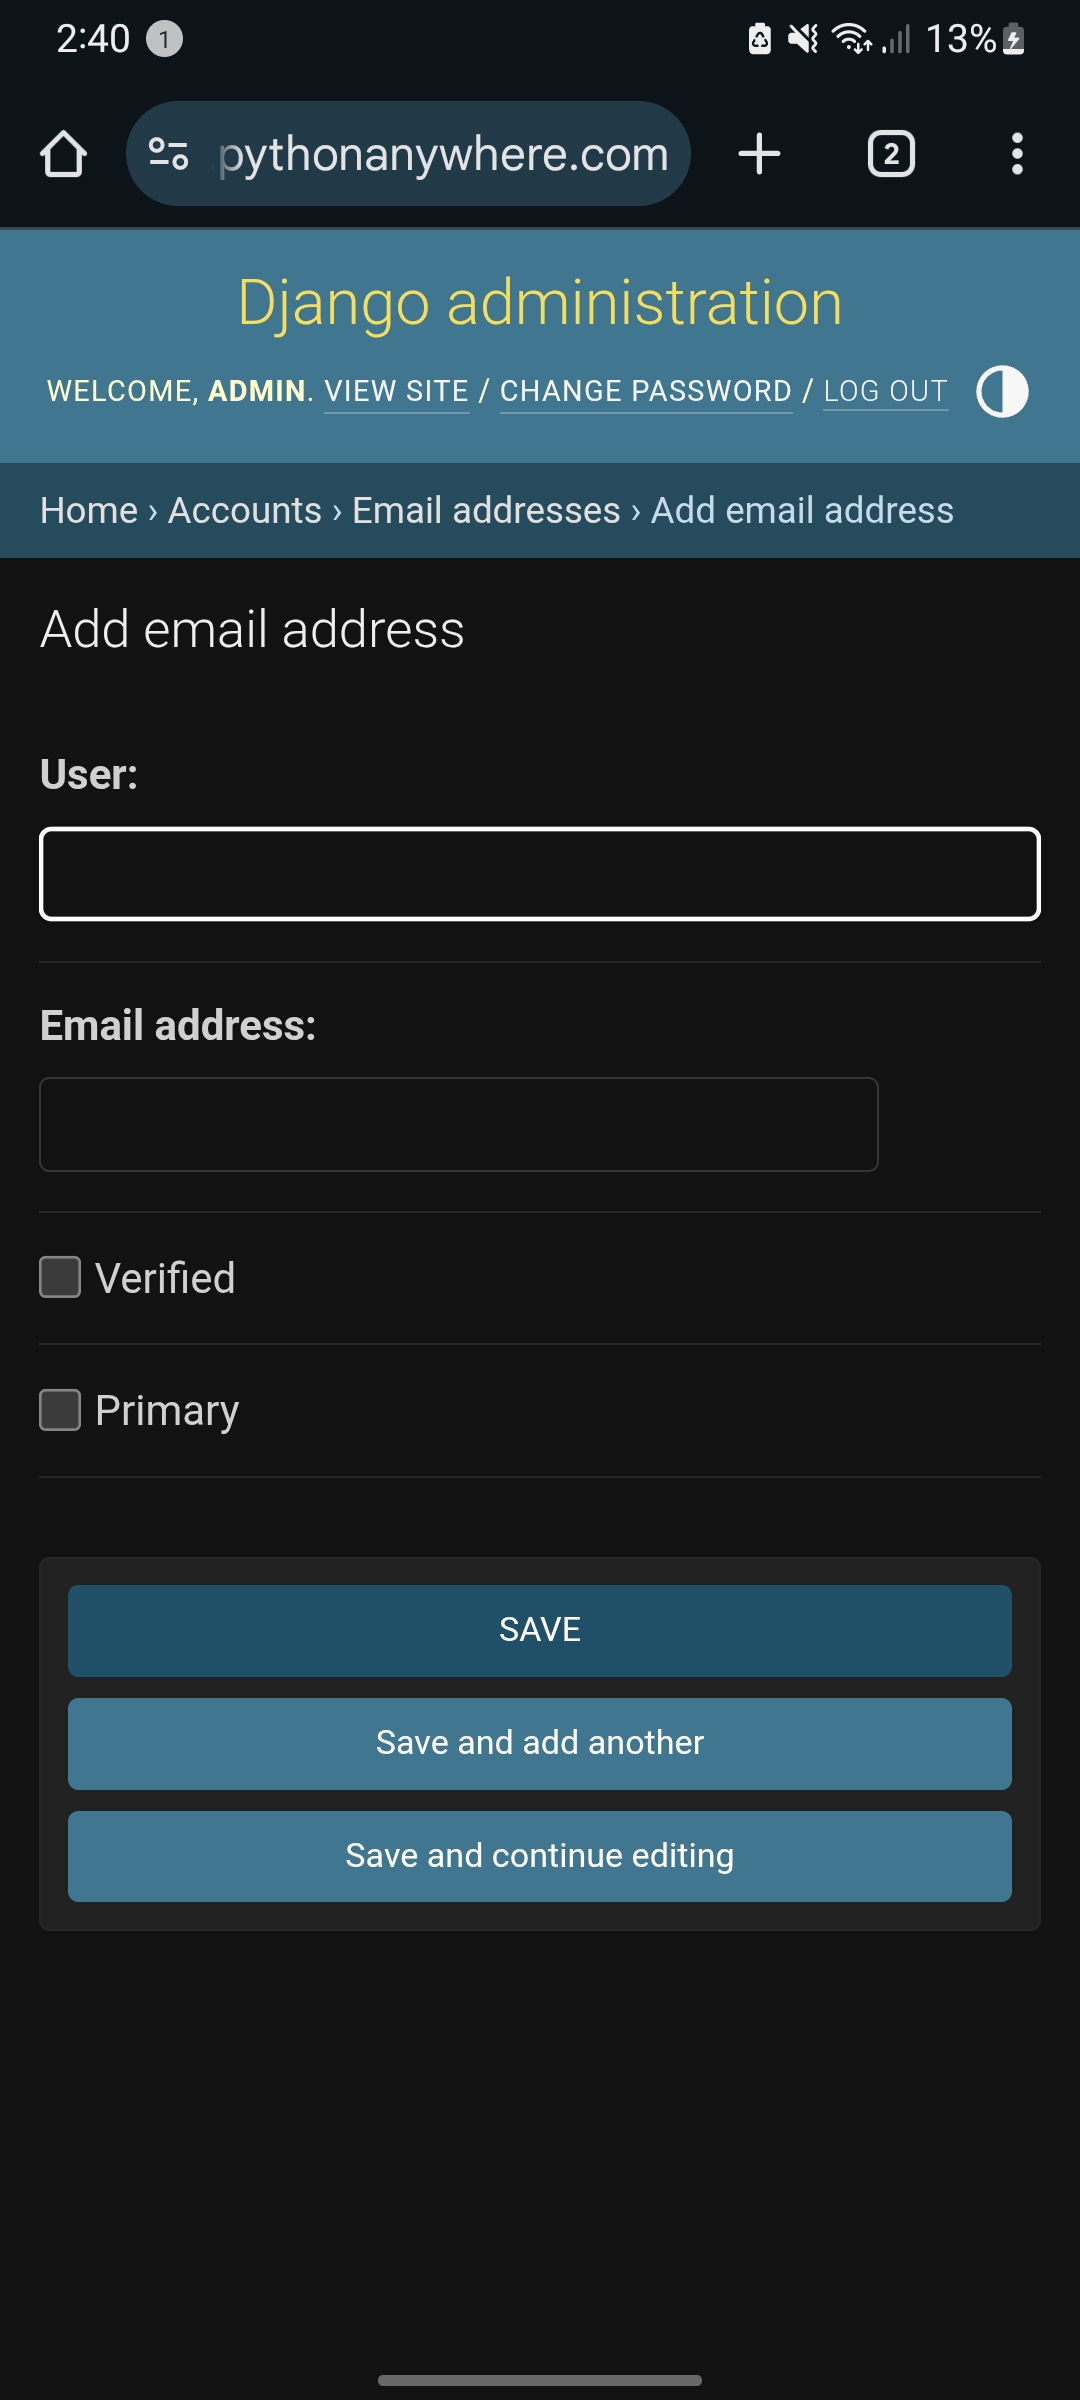 2:40 1 13%
pythonanywhere.com 2
Django administration
WELCOME, ADMIN. VIEW SITE / CHANGE PASSWORD / LOG OUT
Home › Accounts › Email addresses › Add email address
Add email address
User:
Email address:
Verified
Primary
SAVE
Save and add another
Save and continue editing